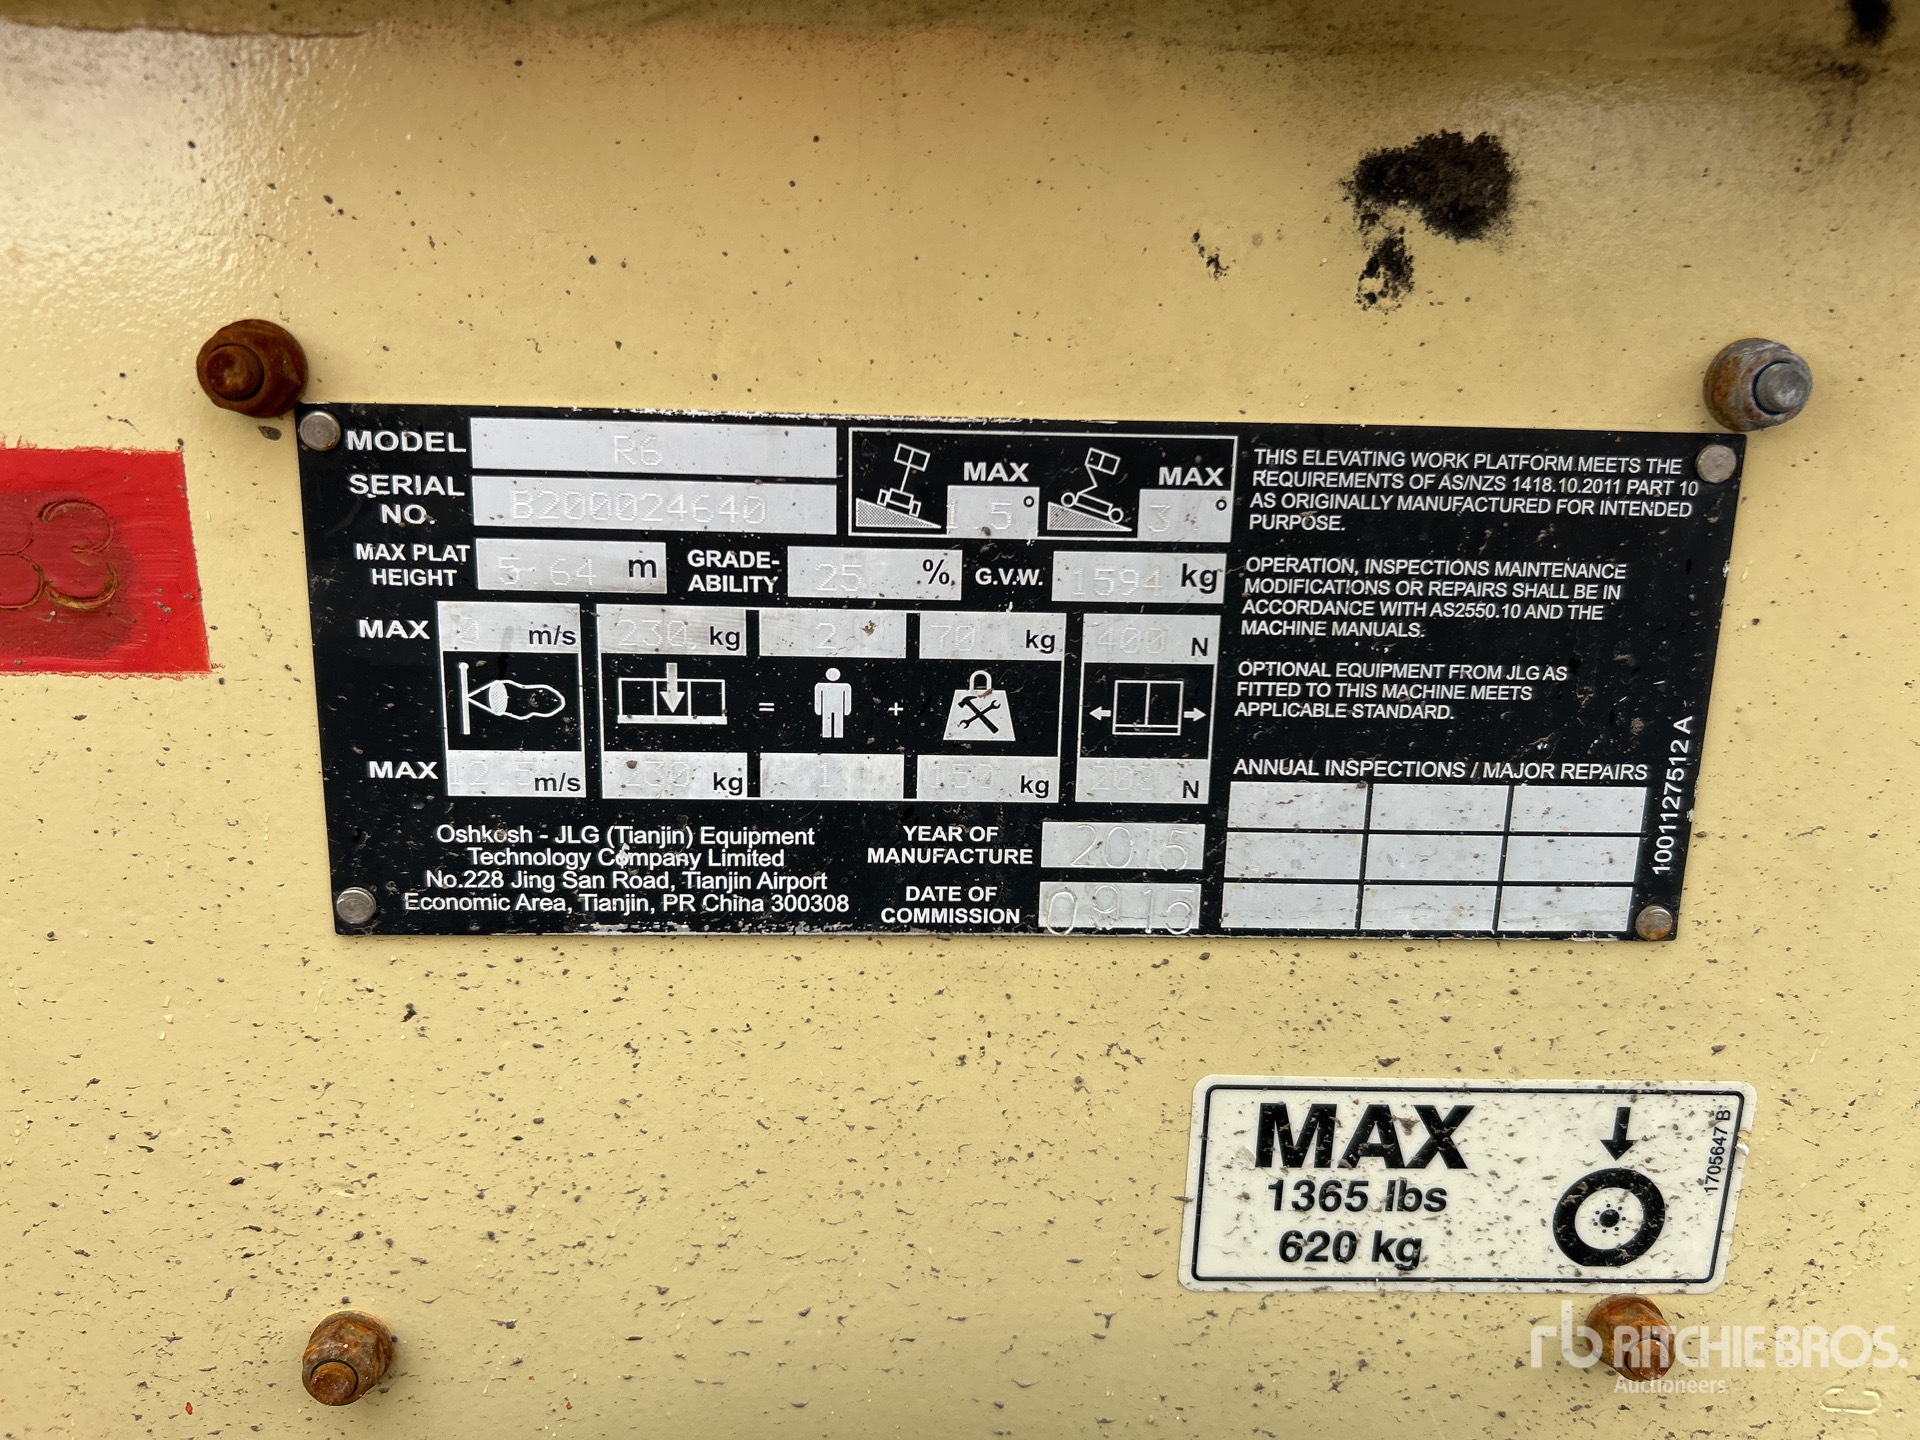 MODEL R6
SERIAL NO. B200024640
MAX 1.5°
MAX 3°
MAX PLAT HEIGHT 5.64 m
GRADE-ABILITY 25 %
G.V.W. 1594 kg
MAX 0 m/s 230 kg 2 70 kg 400 N
= +
MAX 12.5 m/s 230 kg 1 150 kg 200 N
Oshkosh - JLG (Tianjin) Equipment
Technology Company Limited
No.228 Jing San Road, Tianjin Airport
Economic Area, Tianjin, PR China 300308
YEAR OF MANUFACTURE 2015
DATE OF COMMISSION 0915
THIS ELEVATING WORK PLATFORM MEETS THE
REQUIREMENTS OF AS/NZS 1418.10.2011 PART 10
AS ORIGINALLY MANUFACTURED FOR INTENDED
PURPOSE.
OPERATION, INSPECTIONS MAINTENANCE
MODIFICATIONS OR REPAIRS SHALL BE IN
ACCORDANCE WITH AS2550.10 AND THE
MACHINE MANUALS.
OPTIONAL EQUIPMENT FROM JLG AS
FITTED TO THIS MACHINE MEETS
APPLICABLE STANDARD.
ANNUAL INSPECTIONS / MAJOR REPAIRS
1001127512 A
MAX
1365 lbs
620 kg
1705647 B
rb RITCHIE BROS.
Auctioneers